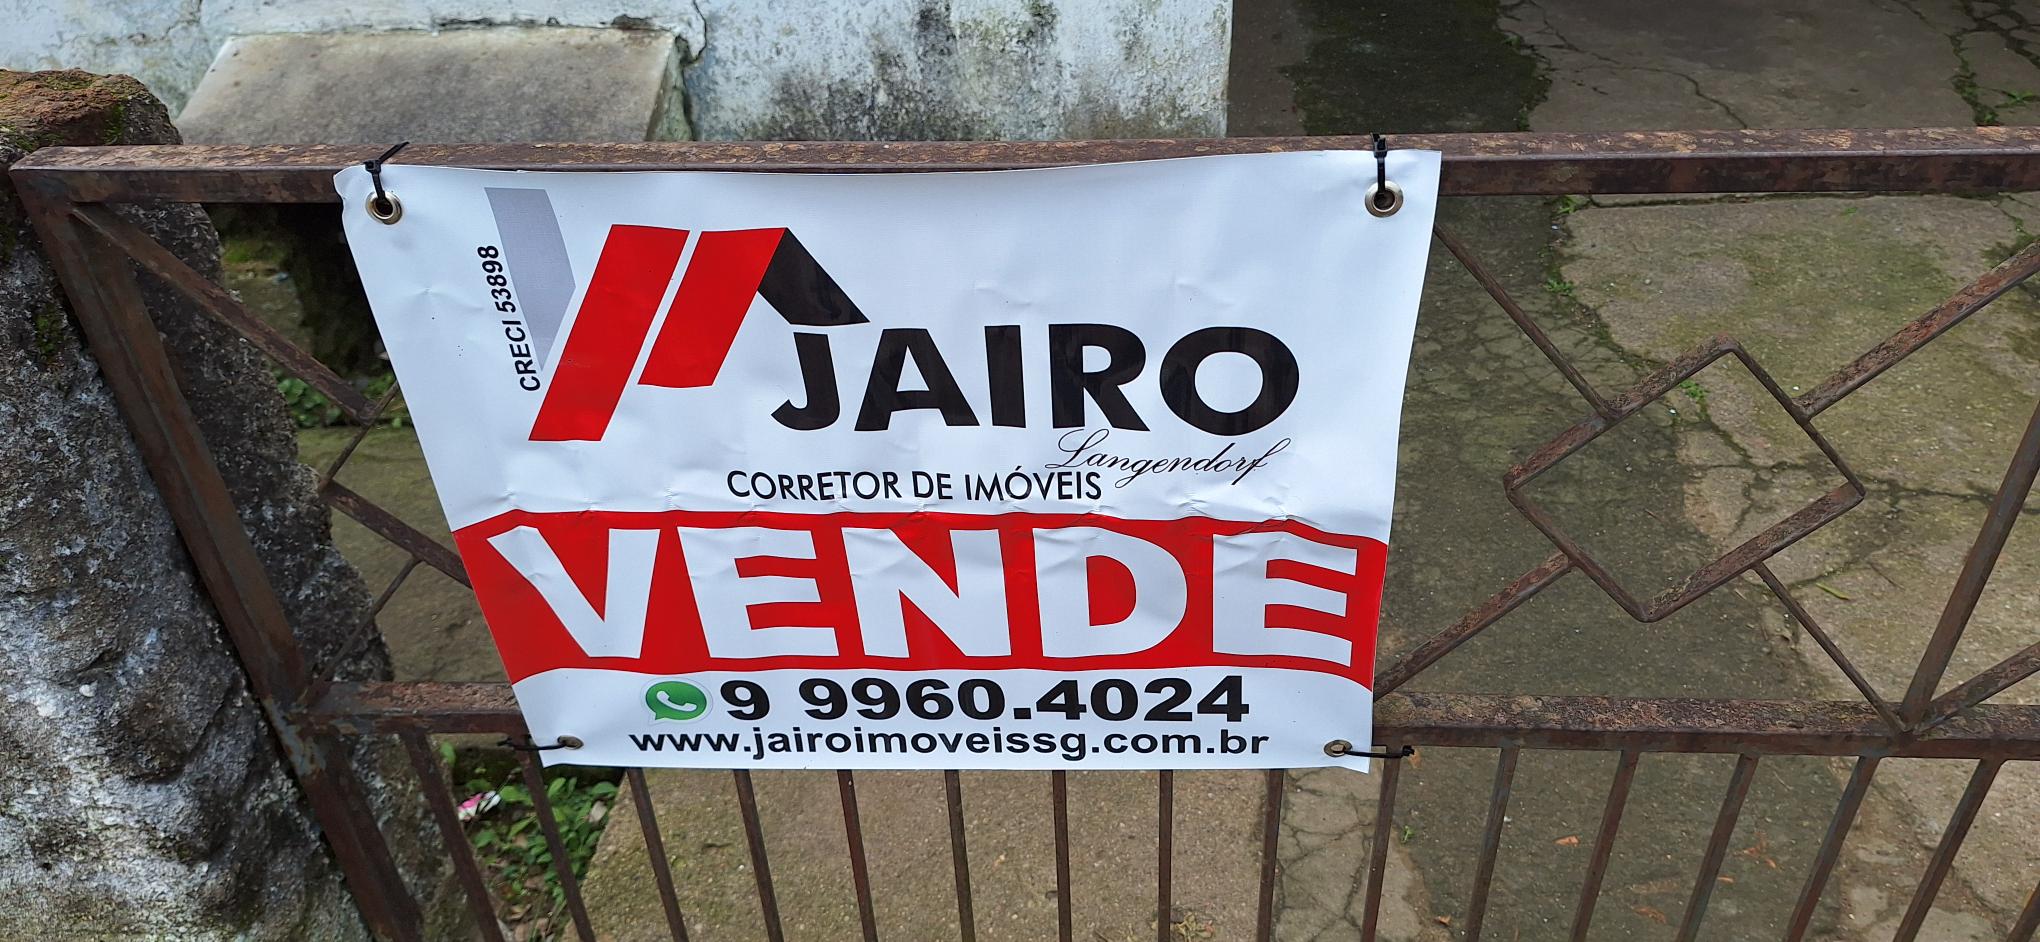 CRECI 53898
JAIRO
Langendorf
CORRETOR DE IMÓVEIS
VENDE
9 9960.4024
www.jairoimoveissg.com.br